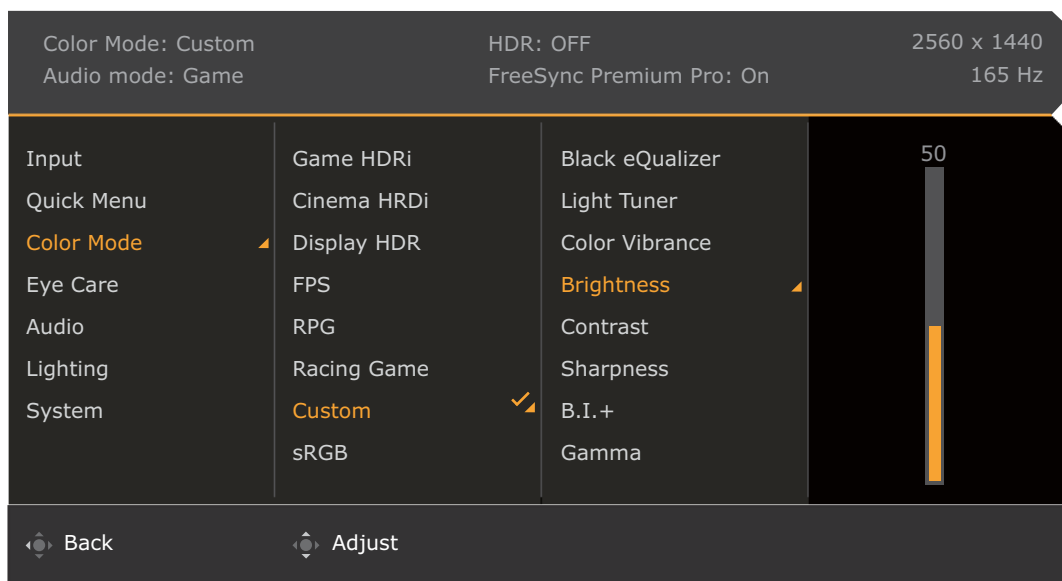 Color Mode: Custom
Audio mode: Game
HDR: OFF
FreeSync Premium Pro: On
2560 x 1440
165 Hz
Input
Quick Menu
Color Mode
Eye Care
Audio
Lighting
System
Game HDRi
Cinema HRDi
Display HDR
FPS
RPG
Racing Game
Custom
sRGB
Black eQualizer
Light Tuner
Color Vibrance
Brightness
Contrast
Sharpness
B.I.+
Gamma
50
Back
Adjust